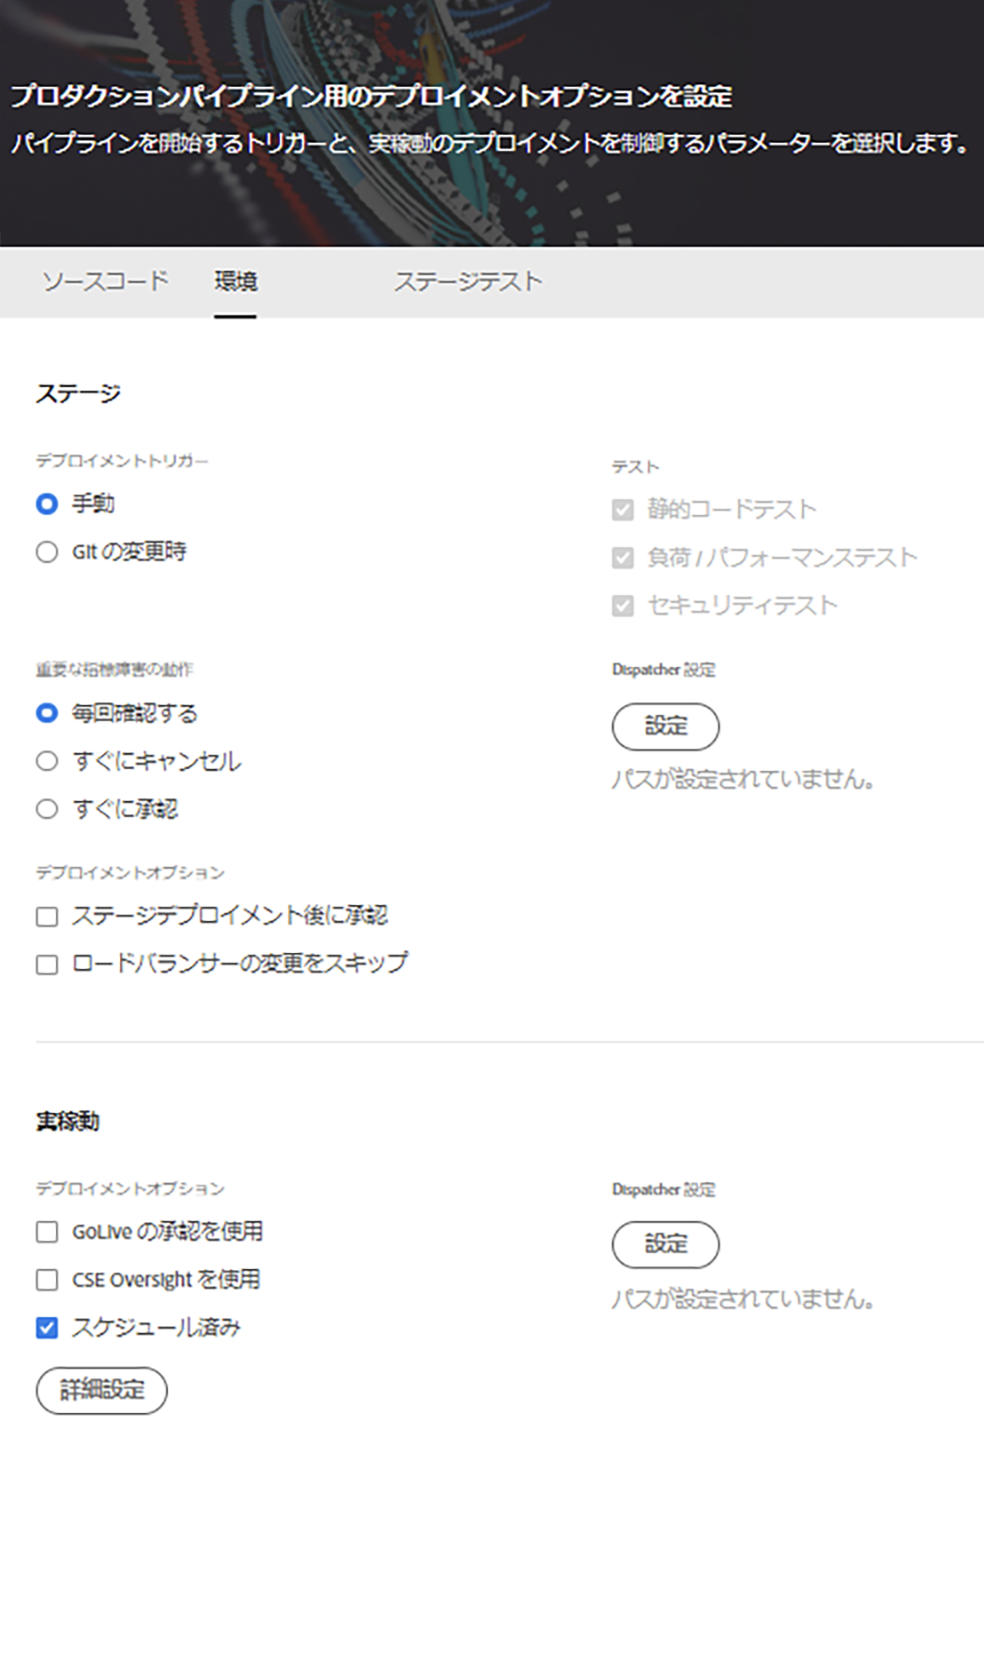 プロダクションパイプライン用のデプロイメントオプションを設定
パイプラインを開始するトリガーと、実稼動のデプロイメントを制御するパラメーターを選択します。
ソースコード
環境
ステージテスト
ステージ
デプロイメントトリガー
手動
Git の変更時
テスト
静的コードテスト
負荷 / パフォーマンステスト
セキュリティテスト
重要な指標障害の動作
毎回確認する
すぐにキャンセル
すぐに承認
Dispatcher 設定
設定
パスが設定されていません。
デプロイメントオプション
ステージデプロイメント後に承認
ロードバランサーの変更をスキップ
実稼動
デプロイメントオプション
GoLive の承認を使用
CSE Oversight を使用
スケジュール済み
詳細設定
Dispatcher 設定
設定
パスが設定されていません。